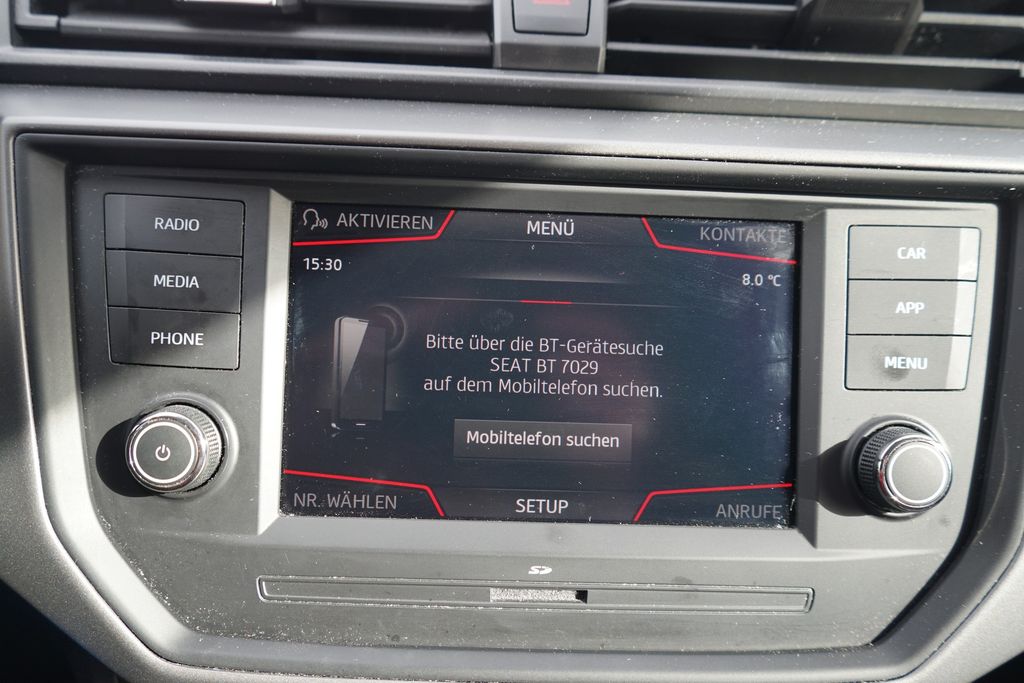 RADIO
MEDIA
PHONE
AKTIVIEREN
MENÜ
KONTAKTE
15:30
8.0 °C
Bitte über die BT-Gerätesuche
SEAT BT 7029
auf dem Mobiltelefon suchen.
Mobiltelefon suchen
NR. WÄHLEN
SETUP
ANRUFE
CAR
APP
MENU
SD